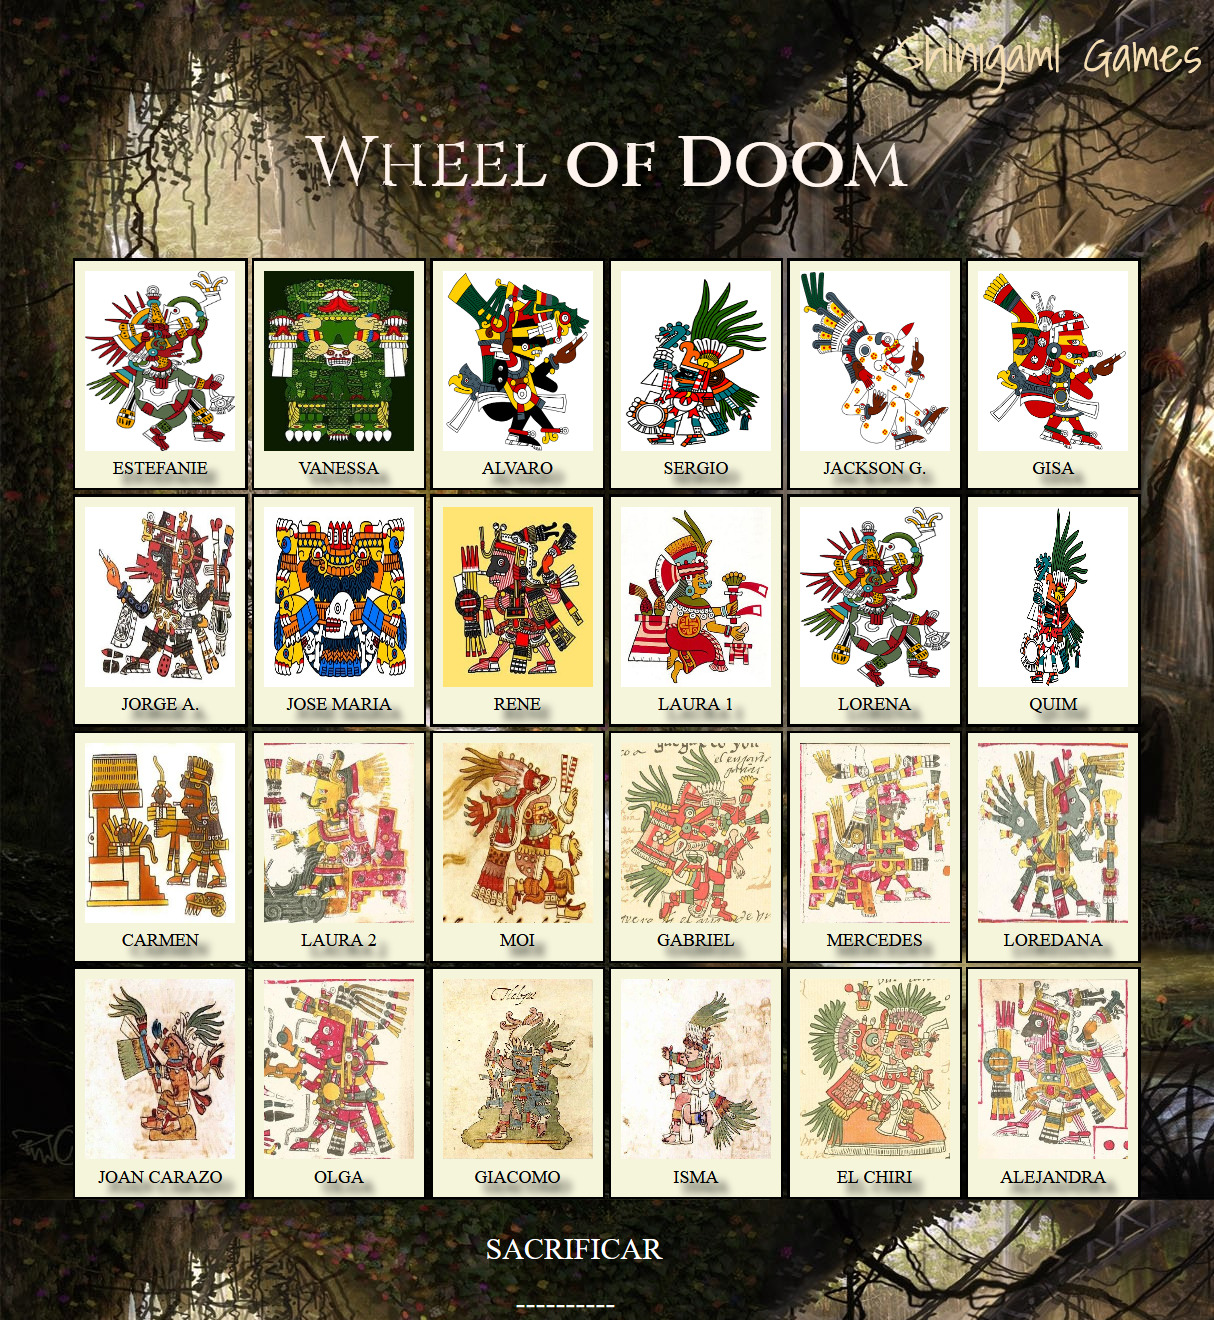 Shinigami Games
Wheel of Doom
ESTEFANIE
VANESSA
ALVARO
SERGIO
JACKSON G.
GISA
JORGE A.
JOSE MARIA
RENE
LAURA 1
LORENA
QUIM
CARMEN
LAURA 2
MOI
GABRIEL
MERCEDES
LOREDANA
JOAN CARAZO
OLGA
GIACOMO
ISMA
EL CHIRI
ALEJANDRA
SACRIFICAR
----------